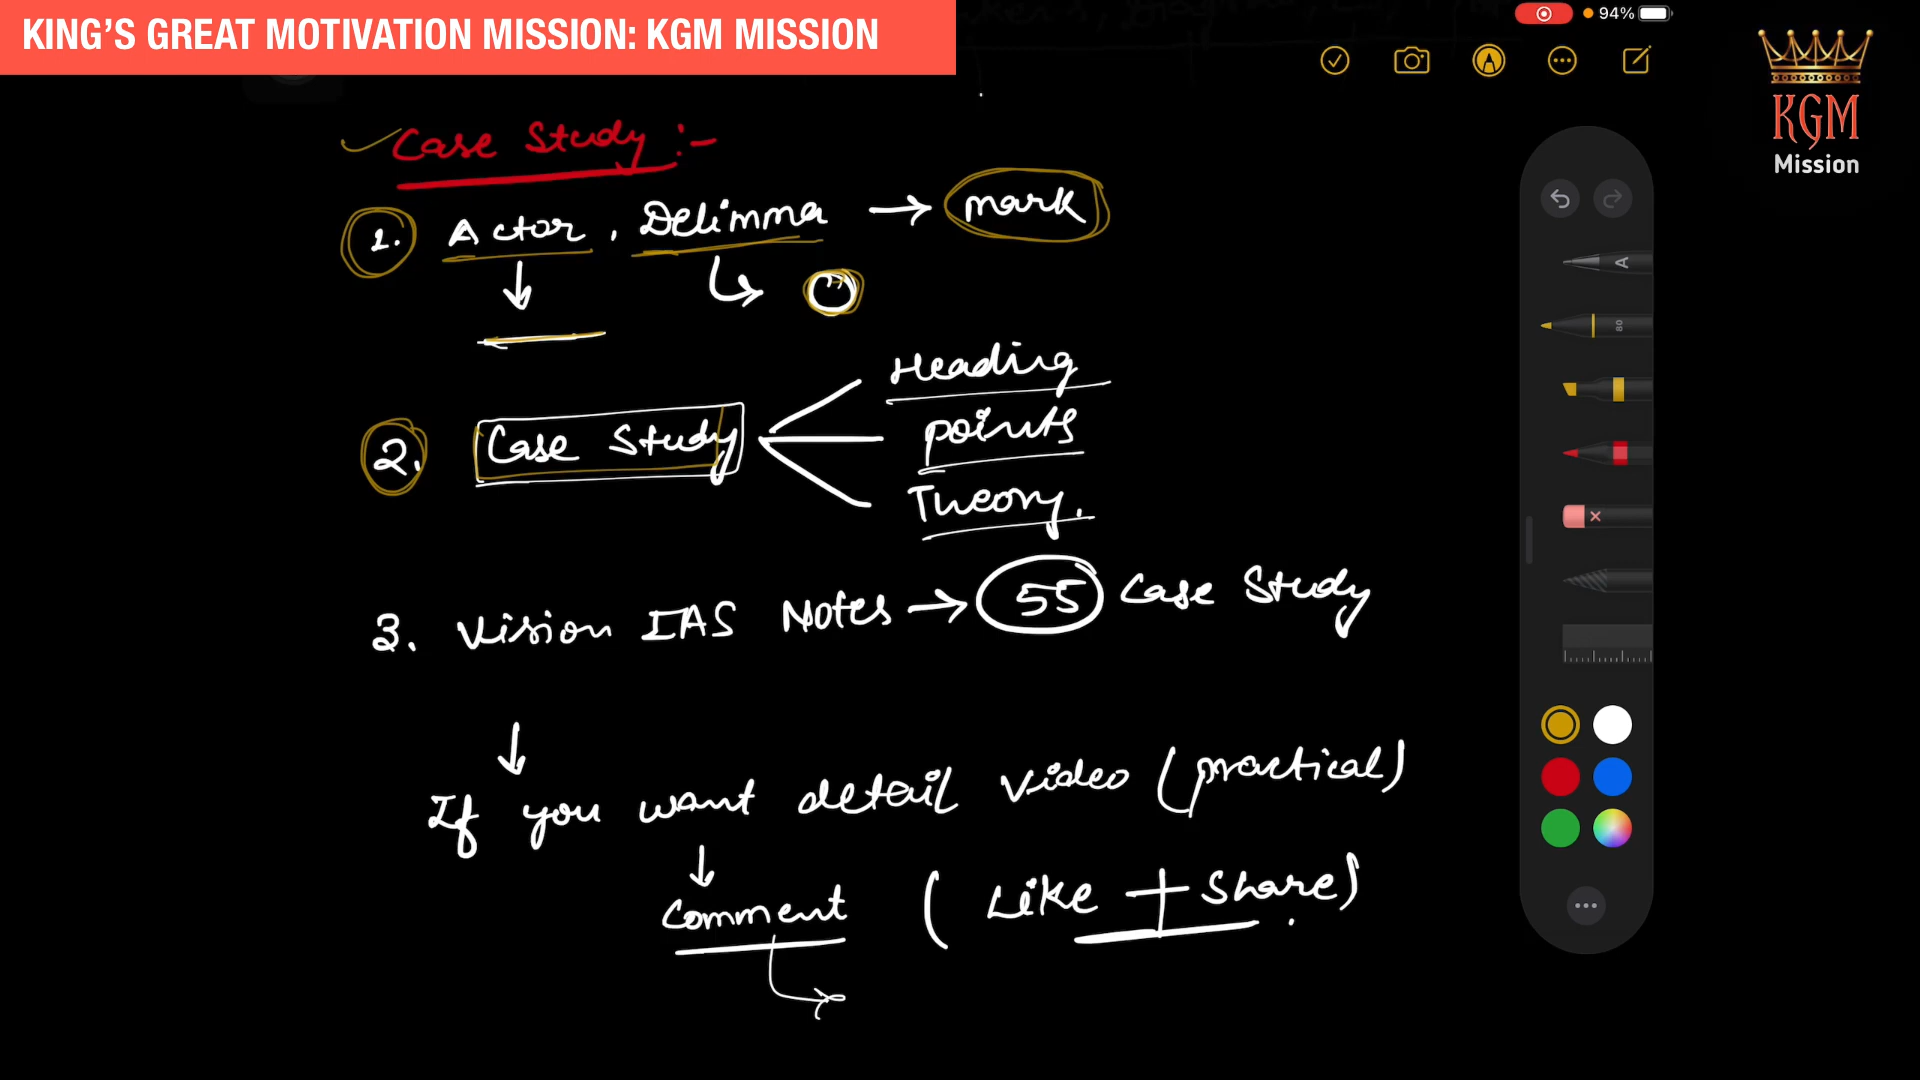 KING'S GREAT MOTIVATION MISSION: KGM MISSION
94%
KGM
Mission
Case Study :-
1. Actor, Delimma → mark
2. Case Study
Heading
points
Theory.
3. Vision IAS Notes → 55 Case Study
If you want detail video (practical)
Comment (Like + Share)
A
80